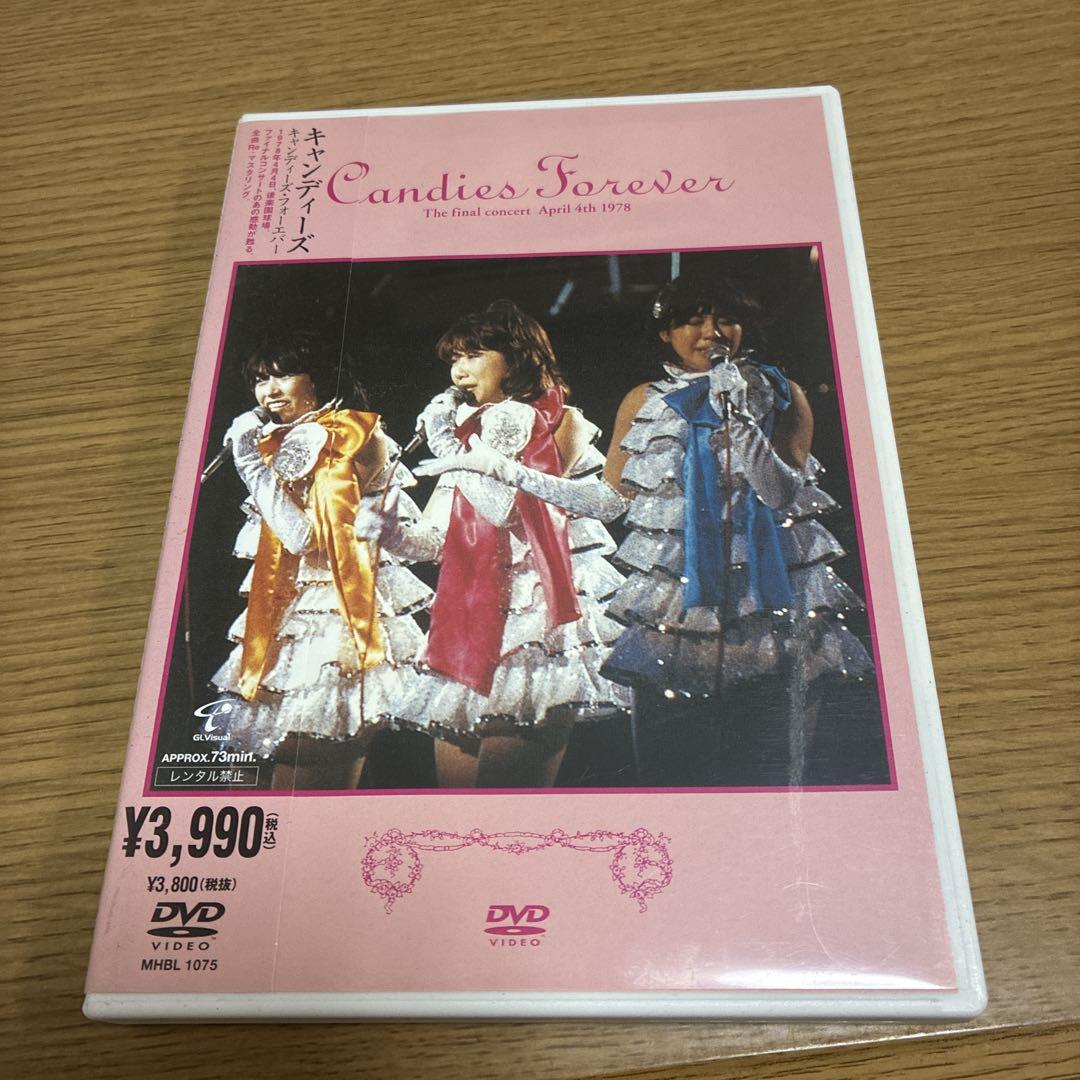 キャンディーズ
キャンディーズ・フォーエバー
1978年4月4日、後楽園球場、
ファイナルコンサートのあの感動が甦る。
全曲Re-マスタリング。
Candies Forever
The final concert April 4th 1978
GLVisual
APPROX.73min.
レンタル禁止
¥3,990(税込)
¥3,800(税抜)
DVD
VIDEO
MHBL 1075
DVD
VIDEO